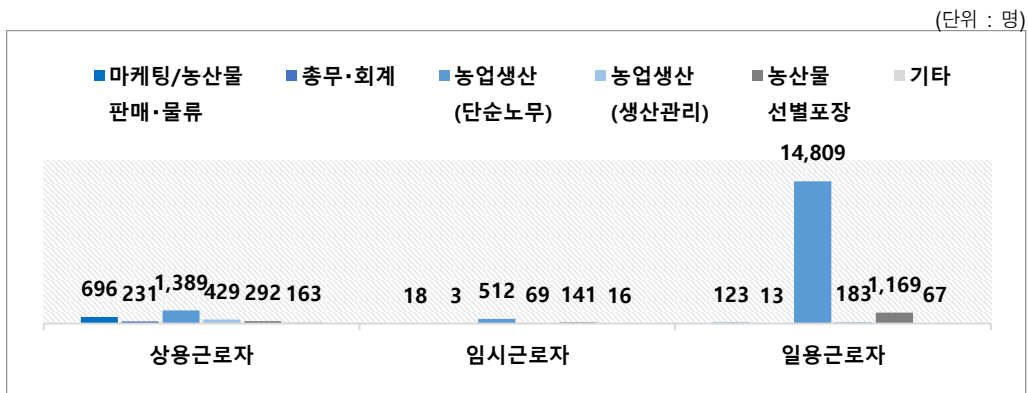 (단위 : 명)
마케팅/농산물 총무·회계 농업생산 농업생산 농산물 기타
판매·물류 (단순노무) (생산관리) 선별포장
14,809
696 231 1,389 429 292 163 18 3 512 69 141 16 123 13 183 1,169 67
상용근로자 임시근로자 일용근로자